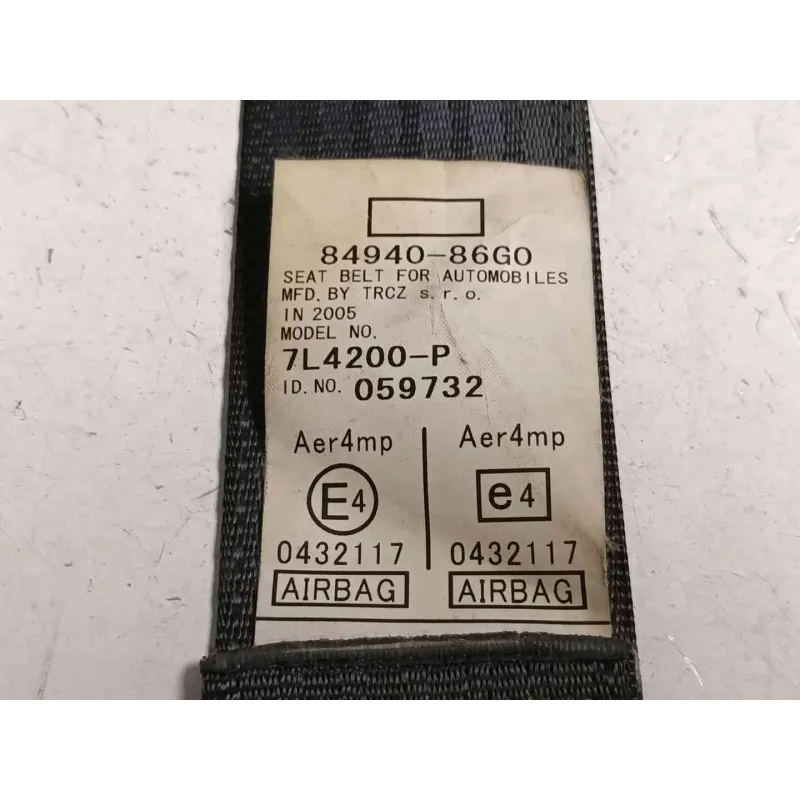 84940-86G0
SEAT BELT FOR AUTOMOBILES
MFD. BY TRCZ s. r. o.
IN 2005
MODEL NO.
7L4200-P
ID. NO. 059732
Aer4mp Aer4mp
E4 e4
0432117 0432117
AIRBAG AIRBAG